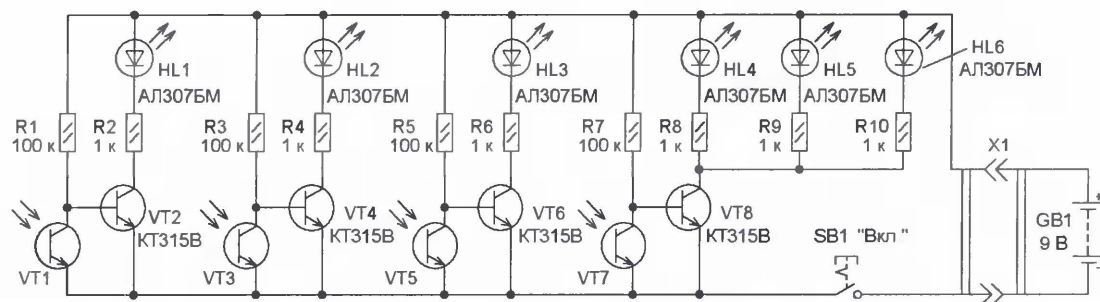 HL1
АЛ307БМ
HL2
АЛ307БМ
HL3
АЛ307БМ
HL4
АЛ307БМ
HL5
АЛ307БМ
HL6
АЛ307БМ
R1
100 к
R2
1 к
R3
100 к
R4
1 к
R5
100 к
R6
1 к
R7
100 к
R8
1 к
R9
1 к
R10
1 к
X1
VT2
КТ315В
VT4
КТ315В
VT6
КТ315В
VT8
КТ315В
SB1 "Вкл"
GB1
9 В
VT1
VT3
VT5
VT7